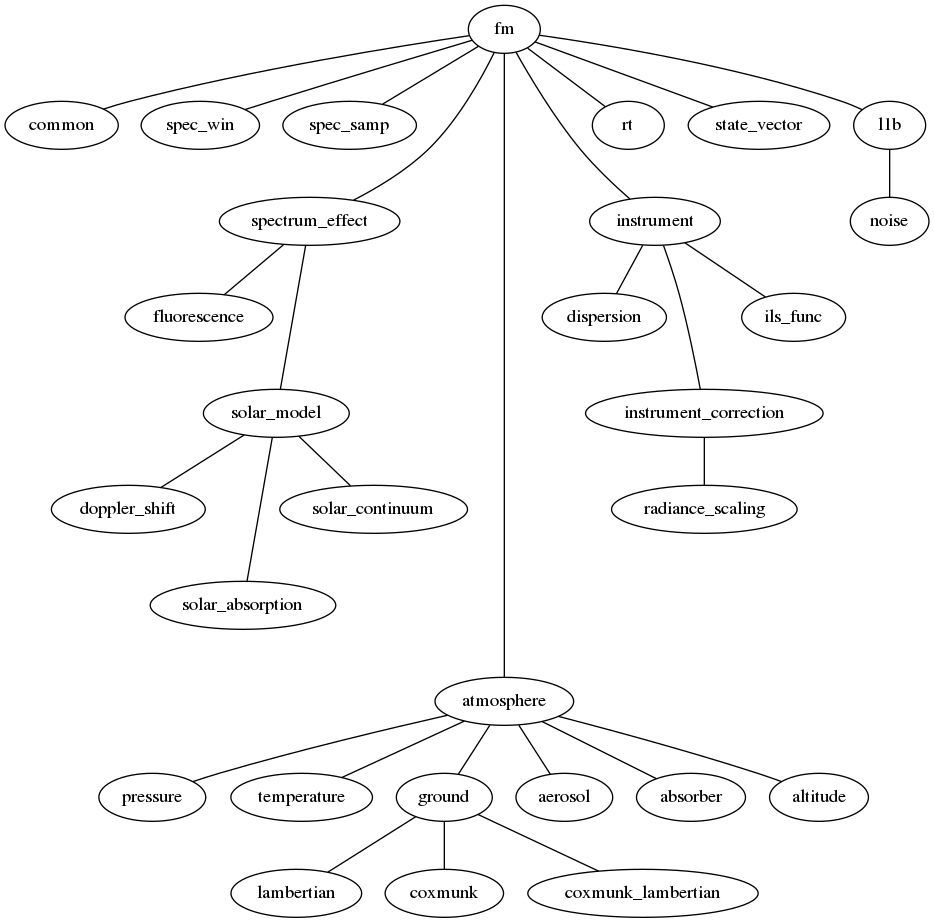 fm
common
spec_win
spec_samp
rt
state_vector
l1b
spectrum_effect
instrument
noise
fluorescence
dispersion
ils_func
solar_model
instrument_correction
doppler_shift
solar_continuum
radiance_scaling
solar_absorption
atmosphere
pressure
temperature
ground
aerosol
absorber
altitude
lambertian
coxmunk
coxmunk_lambertian